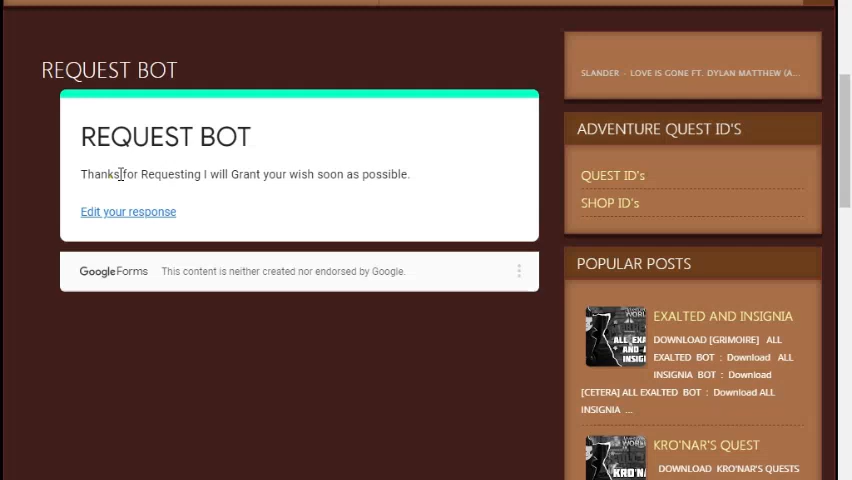 REQUEST BOT
REQUEST BOT
Thanks for Requesting I will Grant your wish soon as possible.
Edit your response
GoogleForms This content is neither created nor endorsed by Google.
SLANDER - LOVE IS GONE FT. DYLAN MATTHEW (A...
ADVENTURE QUEST ID'S
QUEST ID's
SHOP ID's
POPULAR POSTS
EXALTED AND INSIGNIA
DOWNLOAD [GRIMOIRE] ALL
EXALTED BOT : Download ALL
INSIGNIA BOT : Download
[CETERA] ALL EXALTED BOT : Download ALL
INSIGNIA ...
KRO'NAR'S QUEST
DOWNLOAD KRO'NAR'S QUESTS